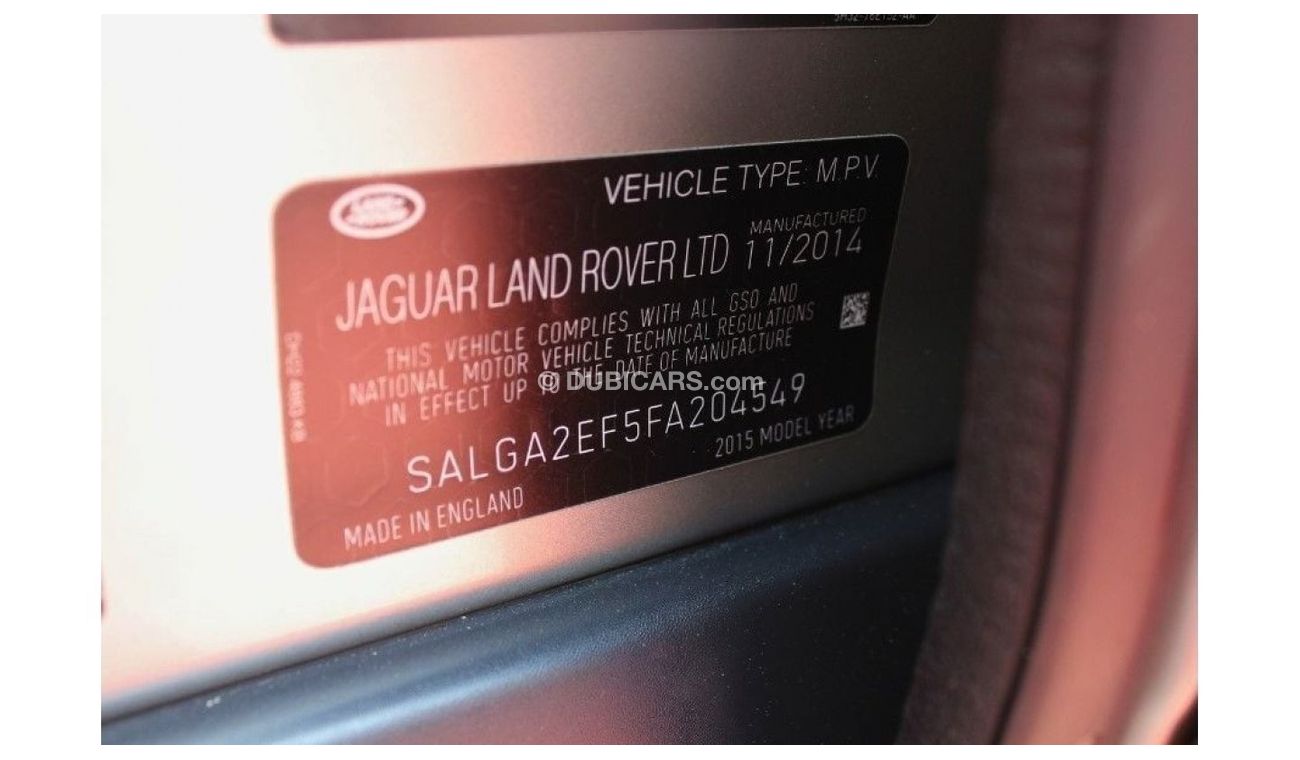 VEHICLE TYPE: M.P.V.
JAGUAR LAND ROVER LTD
MANUFACTURED
11/2014
THIS VEHICLE COMPLIES WITH ALL GSO AND
NATIONAL MOTOR VEHICLE TECHNICAL REGULATIONS
IN EFFECT UP TO THE DATE OF MANUFACTURE
© DUBICARS.com
SALGA2EF5FA204549
2015 MODEL YEAR
MADE IN ENGLAND